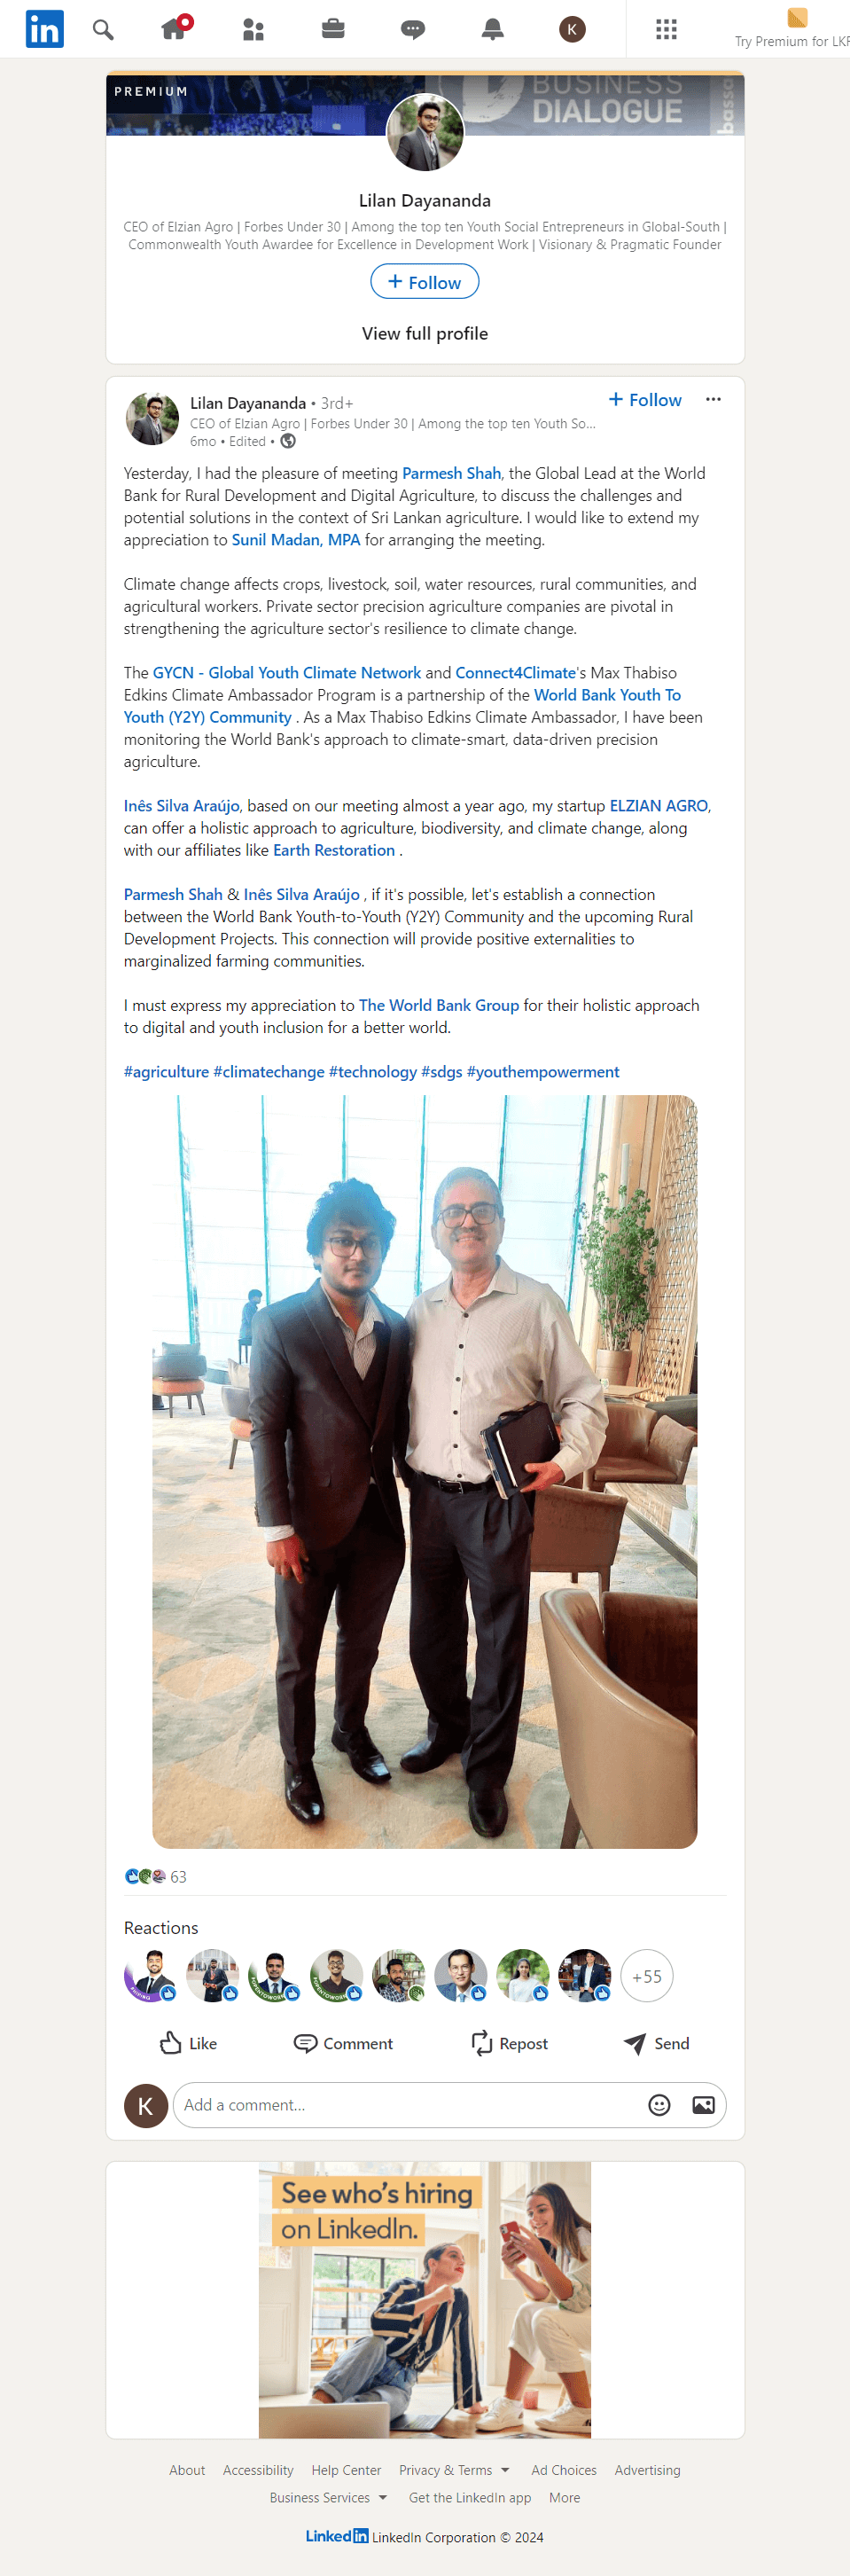 in
K
Try Premium for LKR
PREMIUM
BUSINESS
DIALOGUE
bassa
Lilan Dayananda
CEO of Elzian Agro | Forbes Under 30 | Among the top ten Youth Social Entrepreneurs in Global-South |
Commonwealth Youth Awardee for Excellence in Development Work | Visionary & Pragmatic Founder
+ Follow
View full profile
Lilan Dayananda • 3rd+
+ Follow
CEO of Elzian Agro | Forbes Under 30 | Among the top ten Youth So...
6mo • Edited •
Yesterday, I had the pleasure of meeting Parmesh Shah, the Global Lead at the World
Bank for Rural Development and Digital Agriculture, to discuss the challenges and
potential solutions in the context of Sri Lankan agriculture. I would like to extend my
appreciation to Sunil Madan, MPA for arranging the meeting.
Climate change affects crops, livestock, soil, water resources, rural communities, and
agricultural workers. Private sector precision agriculture companies are pivotal in
strengthening the agriculture sector's resilience to climate change.
The GYCN - Global Youth Climate Network and Connect4Climate's Max Thabiso
Edkins Climate Ambassador Program is a partnership of the World Bank Youth To
Youth (Y2Y) Community . As a Max Thabiso Edkins Climate Ambassador, I have been
monitoring the World Bank's approach to climate-smart, data-driven precision
agriculture.
Inês Silva Araújo, based on our meeting almost a year ago, my startup ELZIAN AGRO,
can offer a holistic approach to agriculture, biodiversity, and climate change, along
with our affiliates like Earth Restoration .
Parmesh Shah & Inês Silva Araújo , if it's possible, let's establish a connection
between the World Bank Youth-to-Youth (Y2Y) Community and the upcoming Rural
Development Projects. This connection will provide positive externalities to
marginalized farming communities.
I must express my appreciation to The World Bank Group for their holistic approach
to digital and youth inclusion for a better world.
#agriculture #climatechange #technology #sdgs #youthempowerment
63
Reactions
+55
Like
Comment
Repost
Send
K
Add a comment...
See who's hiring
on LinkedIn.
About Accessibility Help Center Privacy & Terms Ad Choices Advertising
Business Services Get the LinkedIn app More
LinkedIn LinkedIn Corporation © 2024